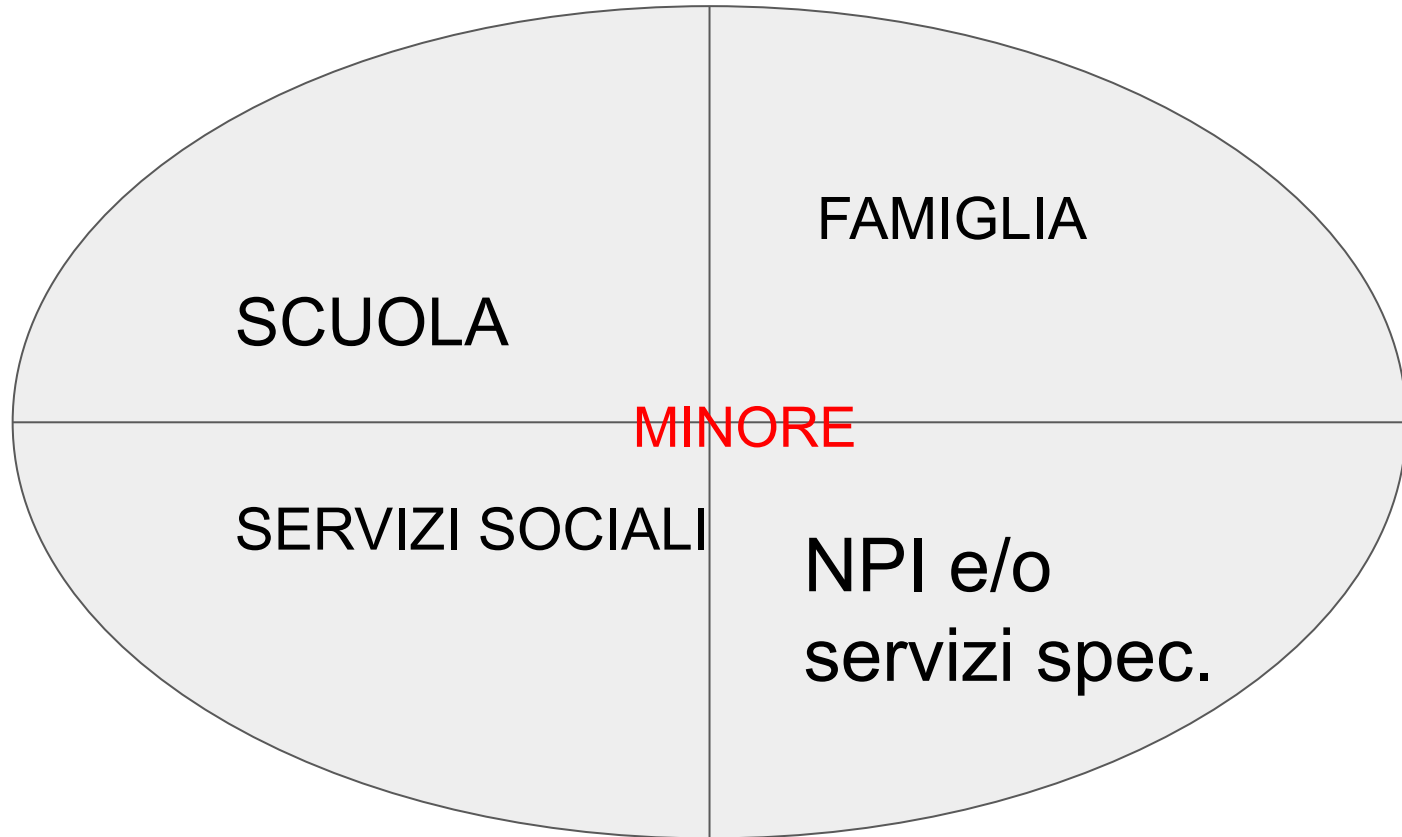 FAMIGLIA
SCUOLA
MINORE
SERVIZI SOCIALI
NPI e/o
servizi spec.